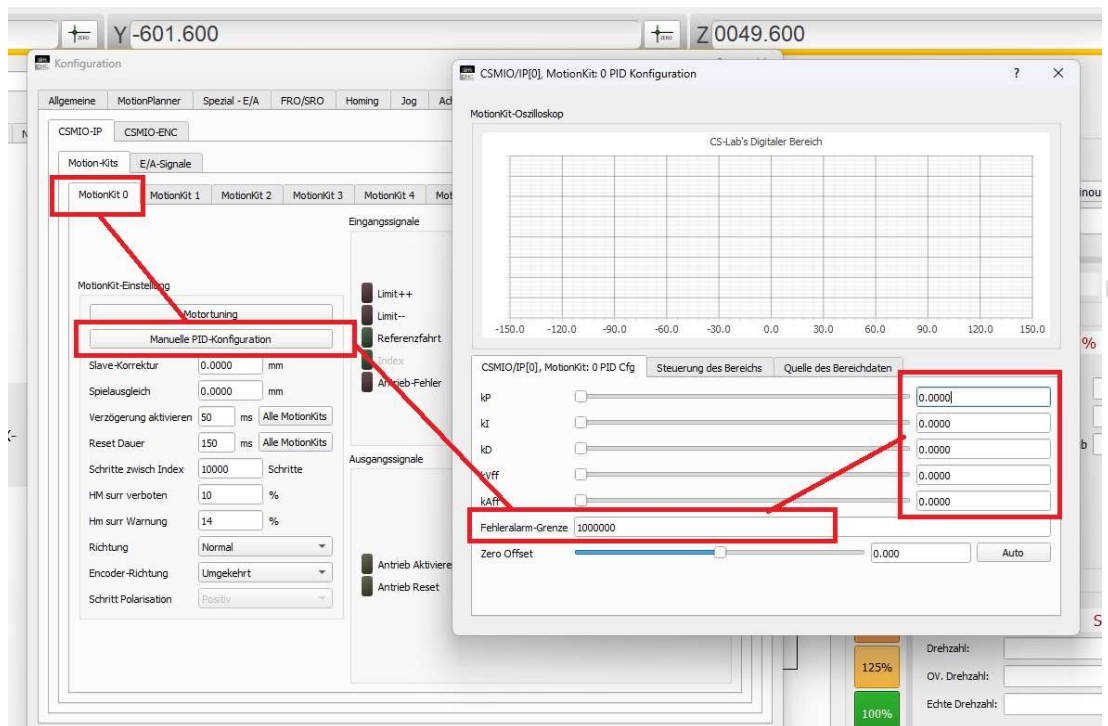 Y -601.600
Z 0049.600
Konfiguration
Allgemeine MotionPlanner Spezial - E/A FRO/SRO Homing Jog
CSMIO-IP CSMIO-ENC
Motion-Kits E/A-Signale
MotionKit 0 MotionKit 1 MotionKit 2 MotionKit 3 MotionKit 4
Eingangssignale
Limit++
Limit--
Referenzfahrt
Index
Antrieb-Fehler
MotionKit-Einstellung
Motortuning
Manuelle PID-Konfiguration
Slave-Korrektur 0.0000 mm
Spielausgleich 0.0000 mm
Verzögerung aktivieren 50 ms Alle MotionKits
Reset Dauer 150 ms Alle MotionKits
Schritte zwisch Index 10000 Schritte
HM surr verboten 10 %
Hm surr Warnung 14 %
Richtung Normal
Encoder-Richtung Umgekehrt
Schritt Polarisation Positiv
Ausgangssignale
Antrieb Aktiviere
Antrieb Reset
CSMIO/IP[0], MotionKit: 0 PID Konfiguration ? X
MotionKit-Oszilloskop
CS-Lab's Digitaler Bereich
-150.0 -120.0 -90.0 -60.0 -30.0 0.0 30.0 60.0 90.0 120.0 150.0
CSMIO/IP[0], MotionKit: 0 PID Cfg Steuerung des Bereichs Quelle des Bereichdaten
kP 0.0000
kI 0.0000
kD 0.0000
kVff 0.0000
kAff 0.0000
Fehleralarm-Grenze 1000000
Zero Offset 0.000 Auto
inou
%
b
S
125%
100%
Drehzahl:
OV. Drehzahl:
Echte Drehzahl: